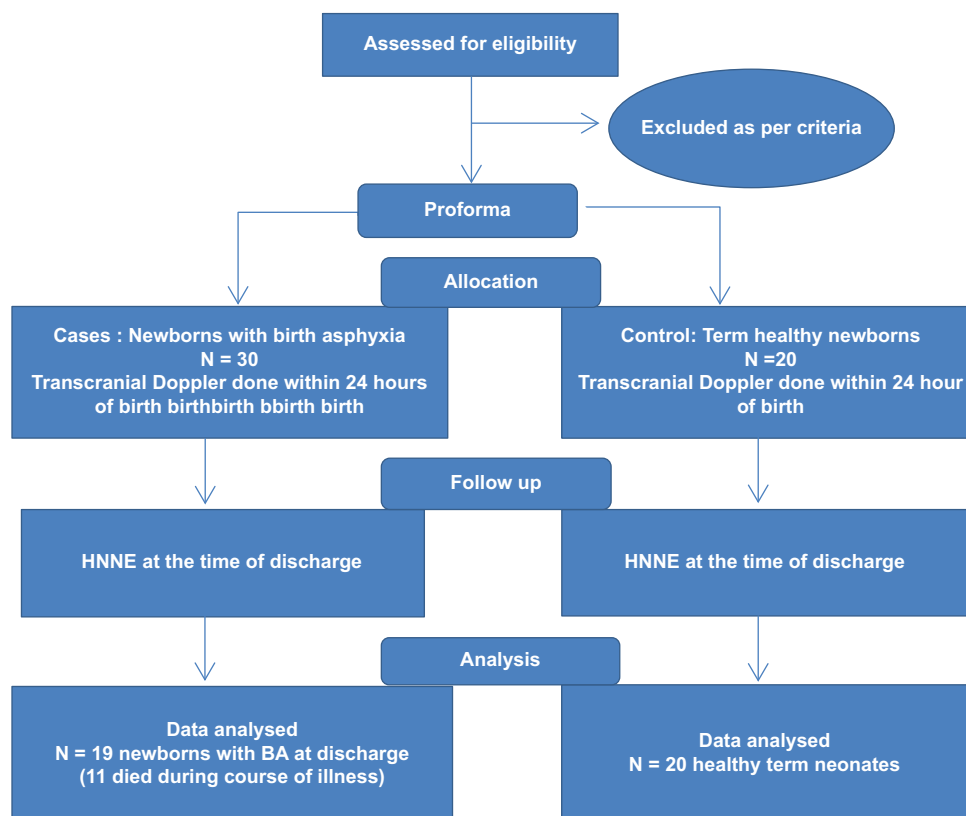 Assessed for eligibility
Excluded as per criteria
Proforma
Allocation
Cases : Newborns with birth asphyxia
N = 30
Transcranial Doppler done within 24 hours
of birth birthbirth bbirth birth
Control: Term healthy newborns
N =20
Transcranial Doppler done within 24 hour
of birth
Follow up
HNNE at the time of discharge
HNNE at the time of discharge
Analysis
Data analysed
N = 19 newborns with BA at discharge
(11 died during course of illness)
Data analysed
N = 20 healthy term neonates